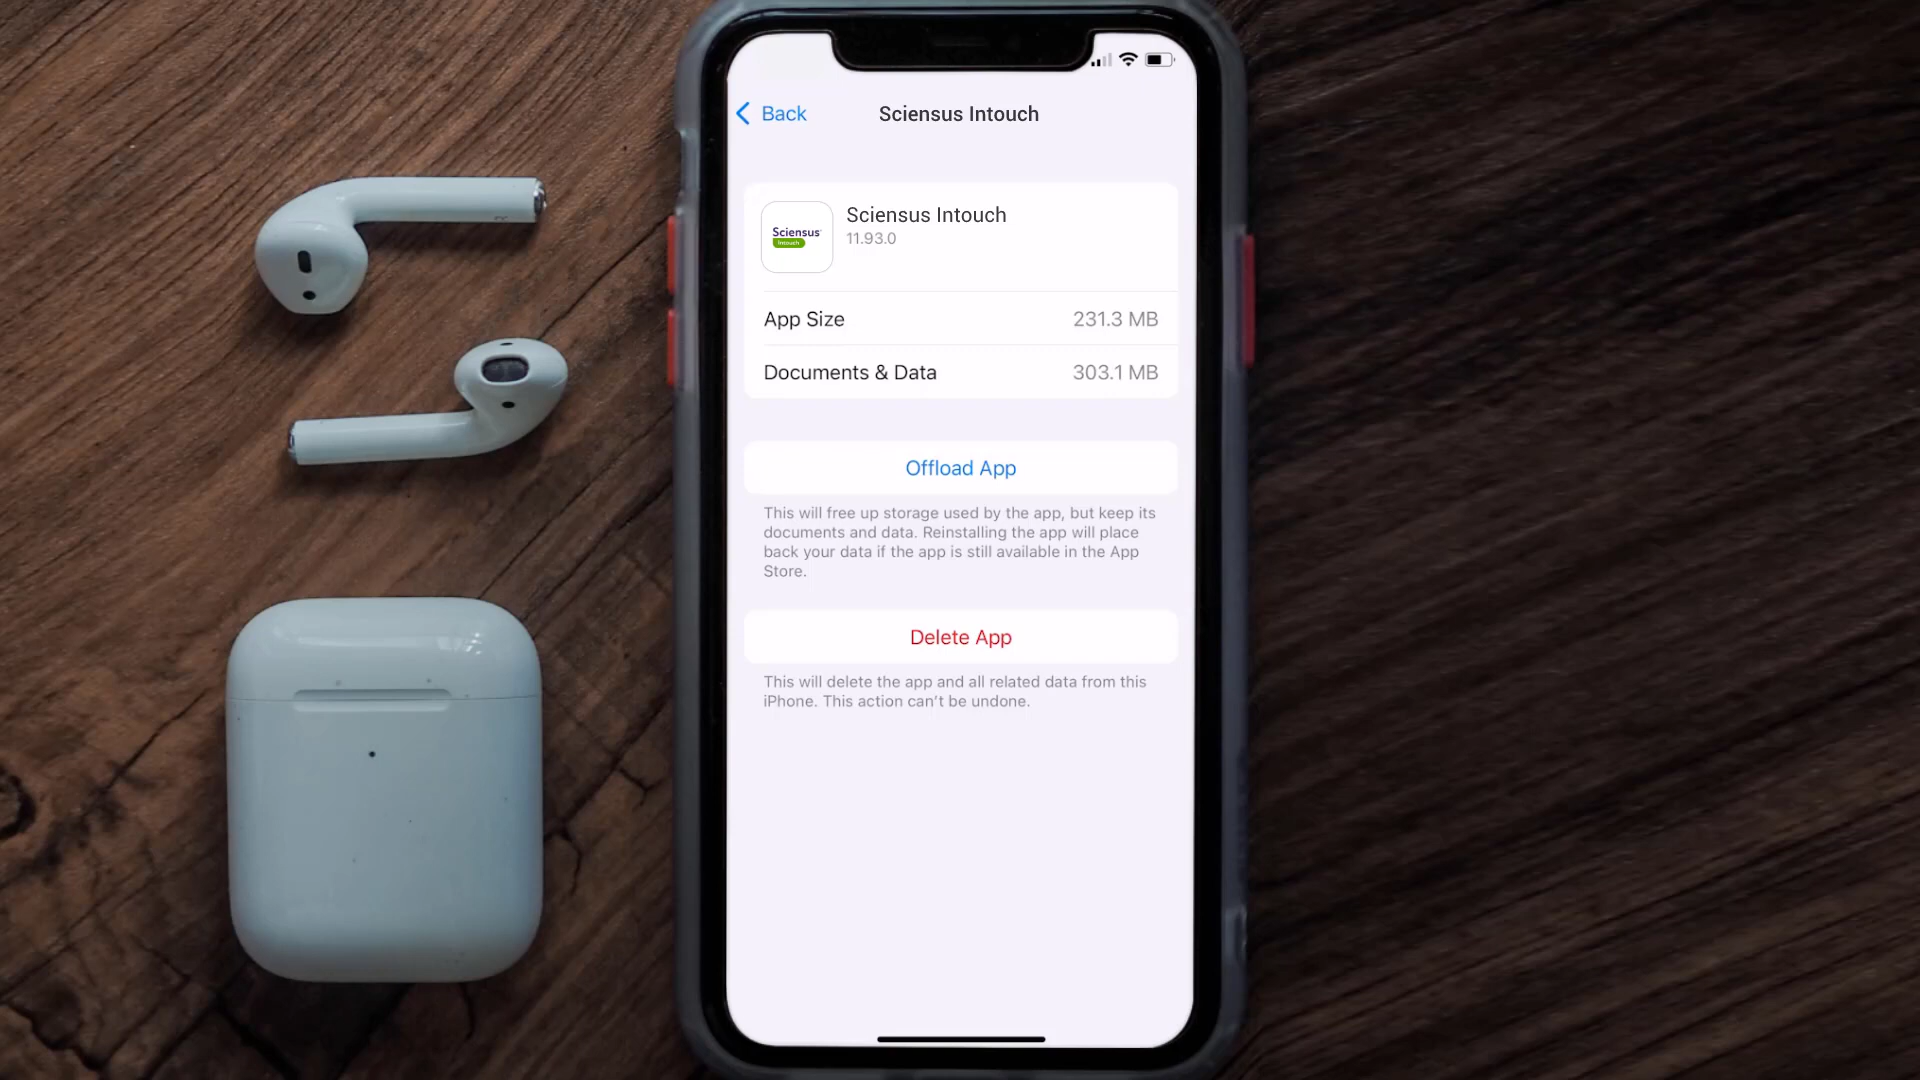 Back
Sciensus Intouch
Sciensus Intouch
Sciensus
Intouch
11.93.0
App Size 231.3 MB
Documents & Data 303.1 MB
Offload App
This will free up storage used by the app, but keep its
documents and data. Reinstalling the app will place
back your data if the app is still available in the App
Store.
Delete App
This will delete the app and all related data from this
iPhone. This action can't be undone.